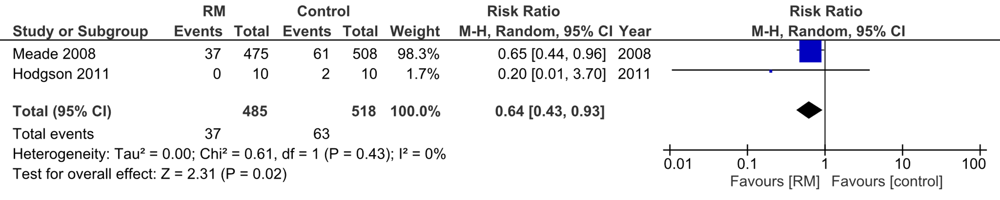 RM Control Risk Ratio Risk Ratio
Study or Subgroup Events Total Events Total Weight M-H, Random, 95% CI Year M-H, Random, 95% CI
Meade 2008 37 475 61 508 98.3% 0.65 [0.44, 0.96] 2008
Hodgson 2011 0 10 2 10 1.7% 0.20 [0.01, 3.70] 2011
Total (95% CI) 485 518 100.0% 0.64 [0.43, 0.93]
Total events 37 63
Heterogeneity: Tau² = 0.00; Chi² = 0.61, df = 1 (P = 0.43); I² = 0%
0.01 0.1 1 10 100
Test for overall effect: Z = 2.31 (P = 0.02)
Favours [RM] Favours [control]